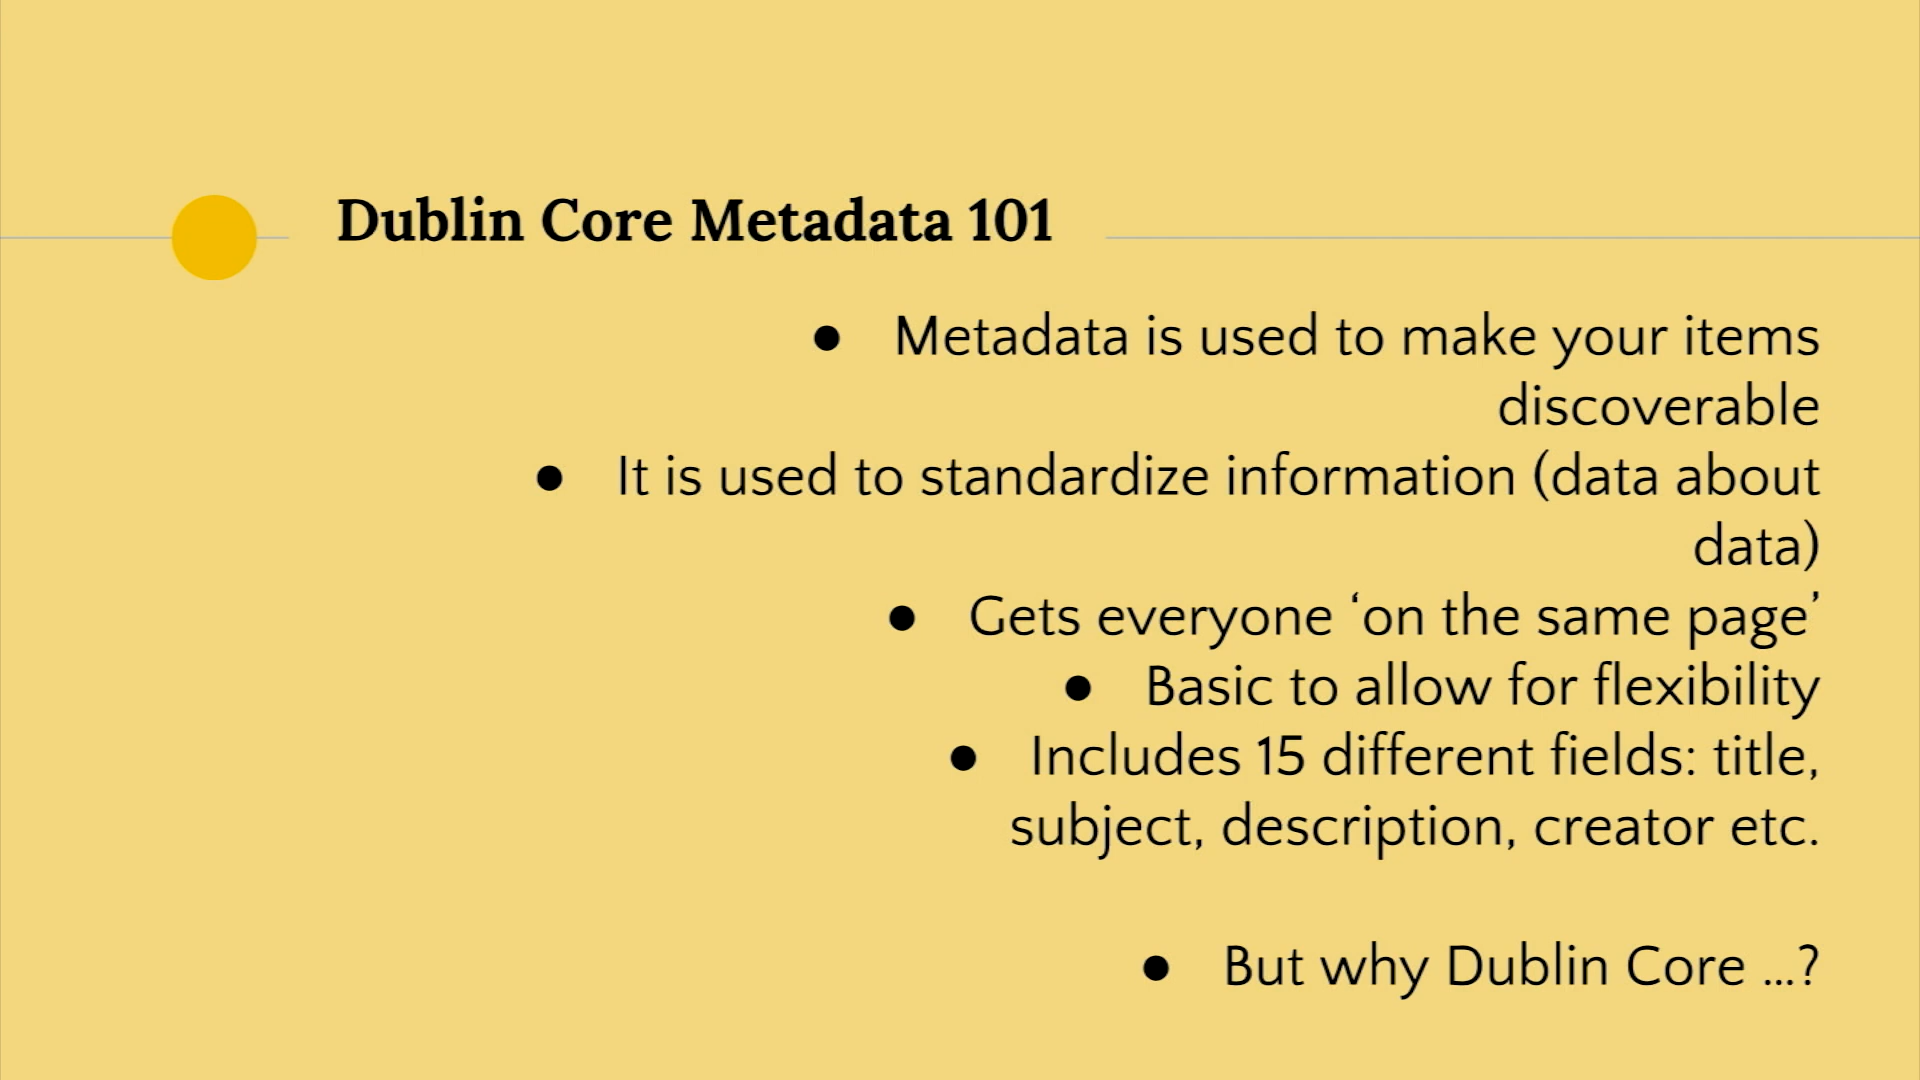 Dublin Core Metadata 101
● Metadata is used to make your items
discoverable
● It is used to standardize information (data about
data)
● Gets everyone ‘on the same page’
● Basic to allow for flexibility
● Includes 15 different fields: title,
subject, description, creator etc.
● But why Dublin Core ...?